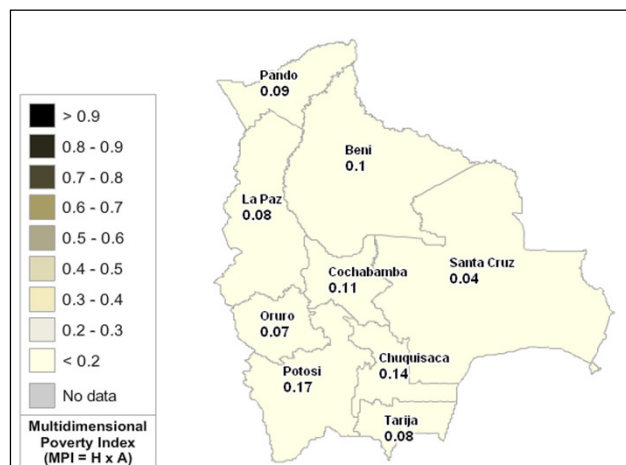 > 0.9
0.8 - 0.9
0.7 - 0.8
0.6 - 0.7
0.5 - 0.6
0.4 - 0.5
0.3 - 0.4
0.2 - 0.3
< 0.2
No data
Multidimensional
Poverty Index
(MPI = H x A)
Pando
0.09
Beni
0.1
La Paz
0.08
Santa Cruz
0.04
Cochabamba
0.11
Oruro
0.07
Chuquisaca
0.14
Potosi
0.17
Tarija
0.08